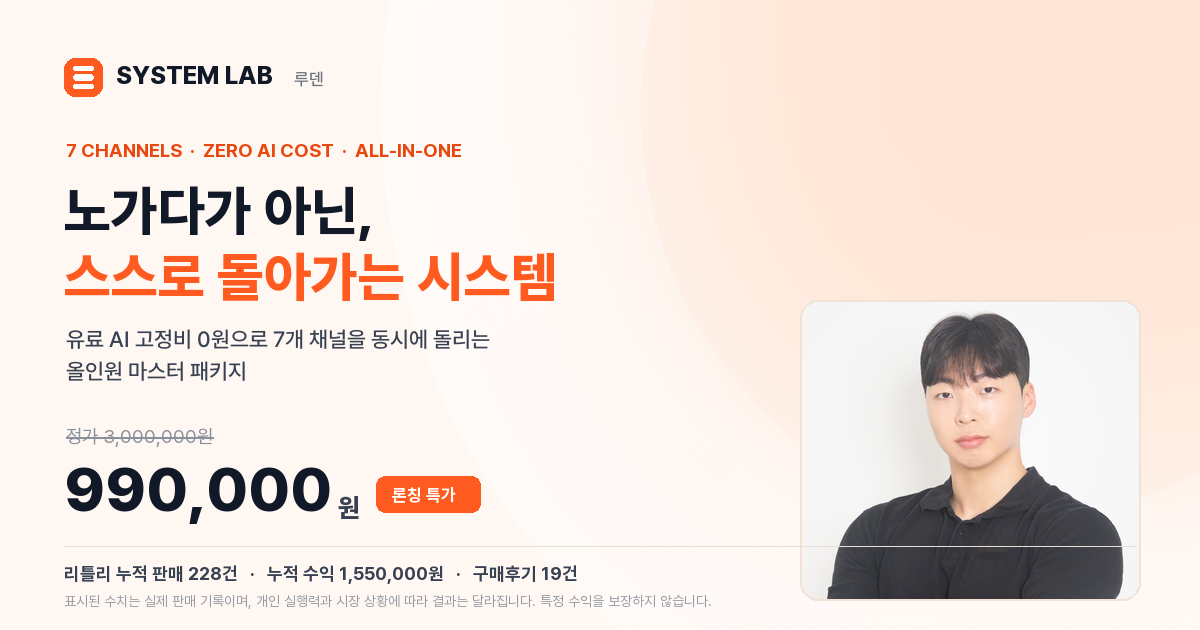 SYSTEM LAB 루덴
7 CHANNELS · ZERO AI COST · ALL-IN-ONE
노가다가 아닌,
스스로 돌아가는 시스템
유료 AI 고정비 0원으로 7개 채널을 동시에 돌리는
올인원 마스터 패키지
정가 3,000,000원
990,000원 론칭 특가
리틀리 누적 판매 228건 · 누적 수익 1,550,000원 · 구매후기 19건
표시된 수치는 실제 판매 기록이며, 개인 실행력과 시장 상황에 따라 결과는 달라집니다. 특정 수익을 보장하지 않습니다.